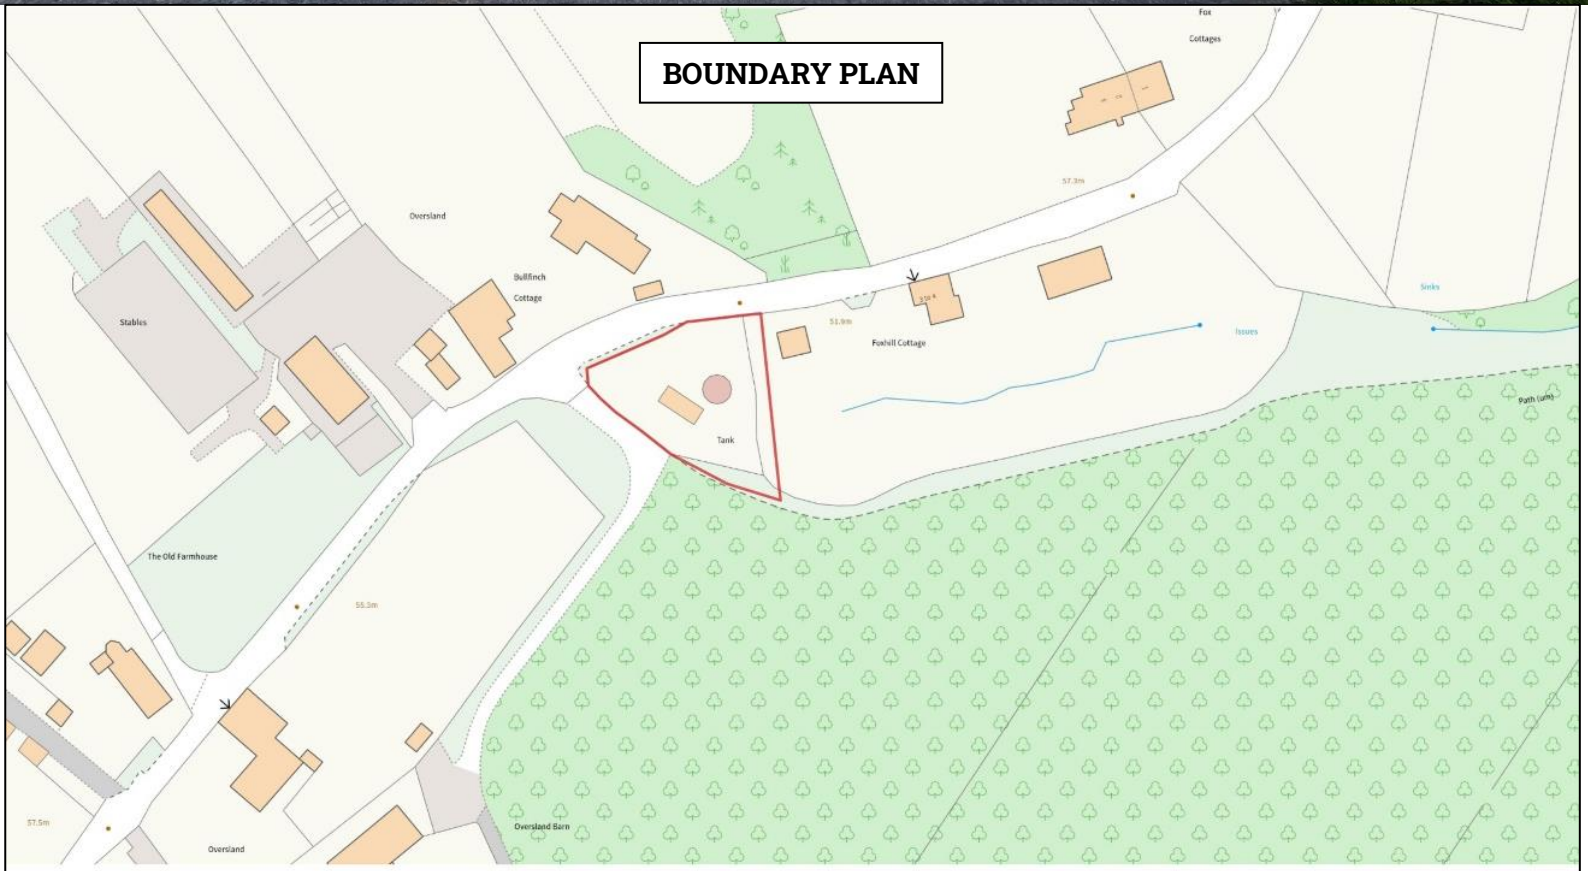 Fox
Cottages
BOUNDARY PLAN
57.3m
Oversland
Bullfinch
Cottage
Stables
51.9m
Foxhill Cottage
Sinks
Issues
Path (um)
Tank
The Old Farmhouse
55.3m
57.5m
Oversland Barn
Oversland